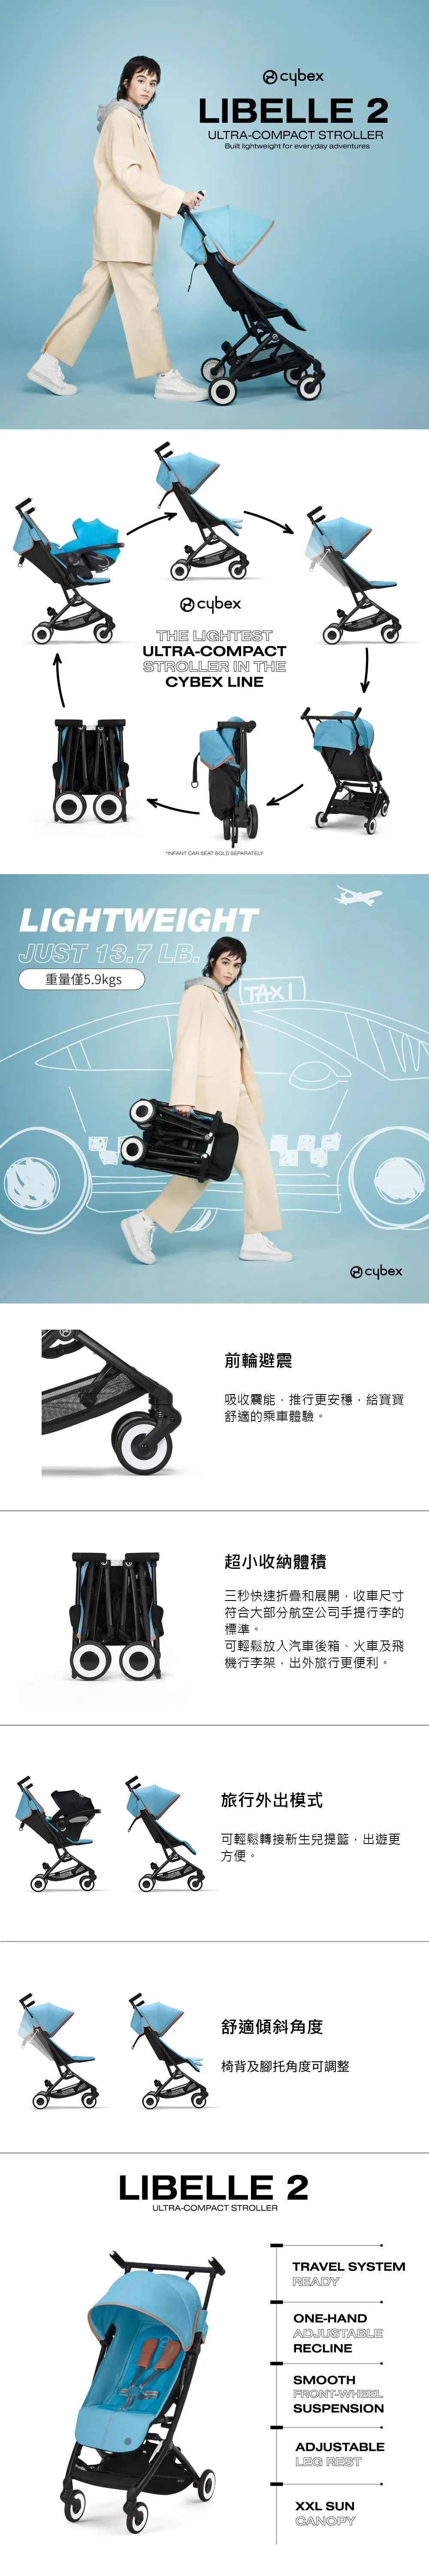 cybex
LIBELLE 2
ULTRA-COMPACT STROLLER
Built lightweight for everyday adventures
cybex
THE LIGHTEST
ULTRA-COMPACT
STROLLER IN THE
CYBEX LINE
*INFANT CAR SEAT SOLD SEPARATELY
LIGHTWEIGHT
JUST 13.7 LB.
重量僅5.9kgs
TAXI
cybex
前輪避震
吸收震能，推行更安穩，給寶寶
舒適的乘車體驗。
超小收納體積
三秒快速折疊和展開，收車尺寸
符合大部分航空公司手提行李的
標準。
可輕鬆放入汽車後箱、火車及飛
機行李架，出外旅行更便利。
旅行外出模式
可輕鬆轉接新生兒提籃，出遊更
方便。
舒適傾斜角度
椅背及腳托角度可調整
LIBELLE 2
ULTRA-COMPACT STROLLER
TRAVEL SYSTEM
READY
ONE-HAND
ADJUSTABLE
RECLINE
SMOOTH
FRONT-WHEEL
SUSPENSION
ADJUSTABLE
LEG REST
XXL SUN
CANOPY